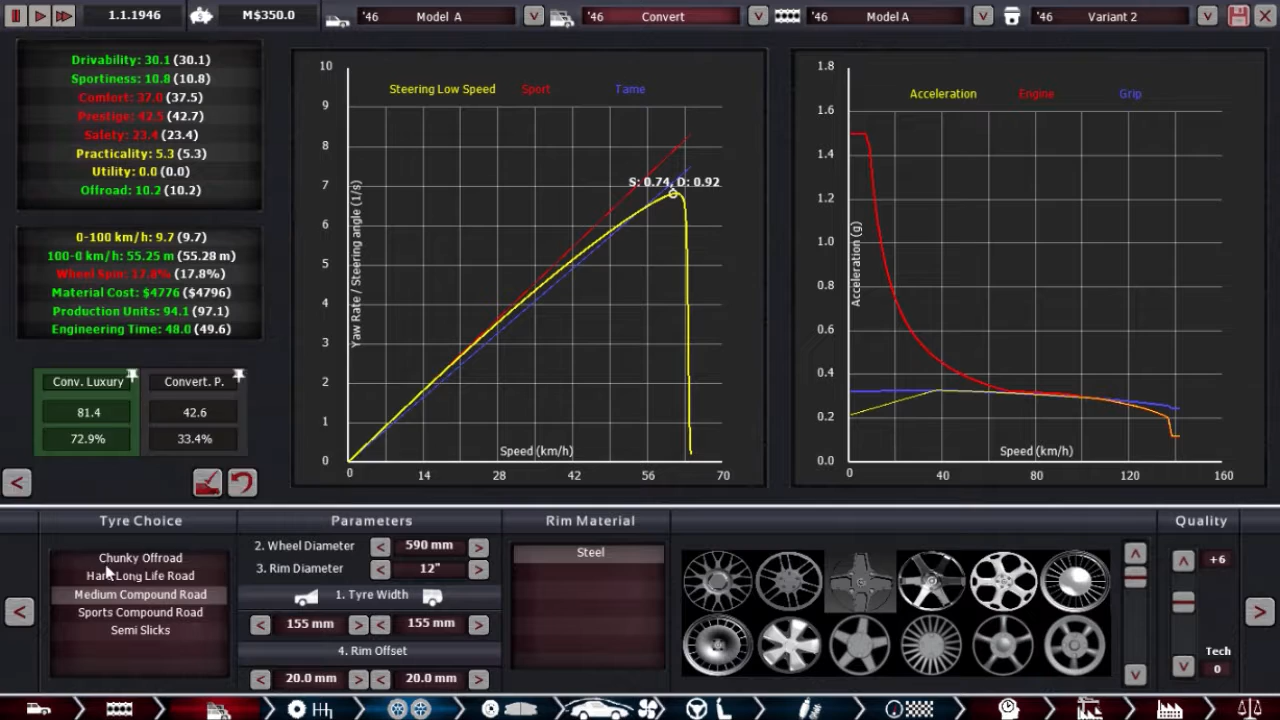 1.1.1946
M$350.0
'46 Model A
'46 Convert
'46 Model A
'46 Variant 2
Drivability: 30.1 (30.1)
Sportiness: 10.8 (10.8)
Comfort: 37.0 (37.5)
Prestige: 42.5 (42.7)
Safety: 23.4 (23.4)
Practicality: 5.3 (5.3)
Utility: 0.0 (0.0)
Offroad: 10.2 (10.2)
0-100 km/h: 9.7 (9.7)
100-0 km/h: 55.25 m (55.28 m)
Wheel Spin: 17.8% (17.8%)
Material Cost: $4776 ($4796)
Production Units: 94.1 (97.1)
Engineering Time: 48.0 (49.6)
Conv. Luxury
81.4
72.9%
Convert. P.
42.6
33.4%
Steering Low Speed Sport Tame
10
9
8
7
6
5
4
3
2
1
0
Yaw Rate / Steering angle (1/s)
S: 0.74, D: 0.92
Speed (km/h)
0 14 28 42 56 70
Acceleration Engine Grip
1.8
1.6
1.4
1.2
1.0
0.8
0.6
0.4
0.2
0.0
Acceleration (g)
Speed (km/h)
0 40 80 120 160
Tyre Choice
Chunky Offroad
Hard Long Life Road
Medium Compound Road
Sports Compound Road
Semi Slicks
Parameters
2. Wheel Diameter < 590 mm >
3. Rim Diameter < 12" >
1. Tyre Width
< 155 mm > < 155 mm >
4. Rim Offset
< 20.0 mm > < 20.0 mm >
Rim Material
Steel
Quality
+6
Tech
0